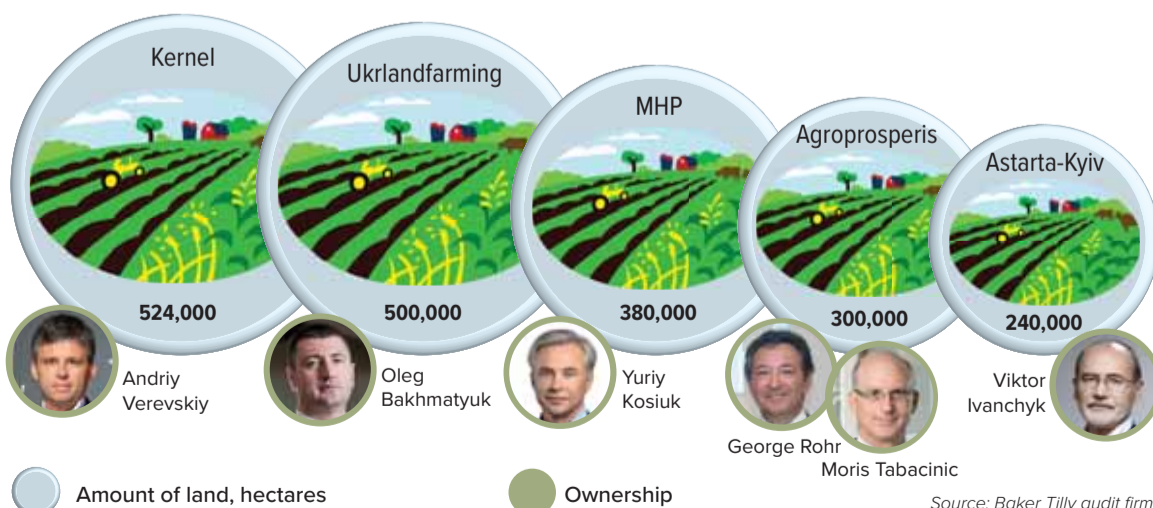 Kernel
Ukrlandfarming
MHP
Agroprosperis
Astarta-Kyiv
524,000
500,000
380,000
300,000
240,000
Andriy
Verevskiy
Oleg
Bakhmatyuk
Yuriy
Kosiuk
George Rohr
Moris Tabacinic
Viktor
Ivanchyk
Amount of land, hectares
Ownership
Source: Baker Tilly audit firm